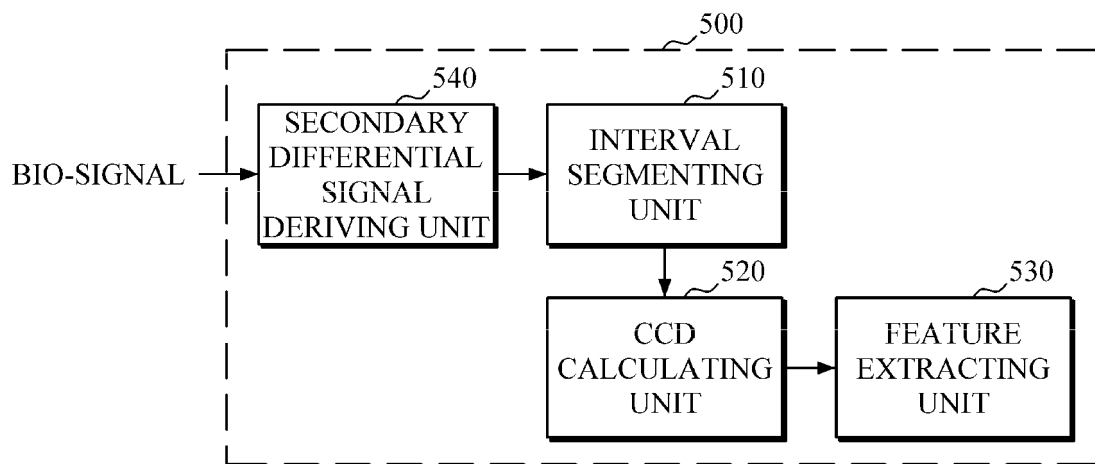 500
540
510
SECONDARY
DIFFERENTIAL
SIGNAL
DERIVING UNIT
INTERVAL
SEGMENTING
UNIT
BIO-SIGNAL
520
530
CCD
CALCULATING
UNIT
FEATURE
EXTRACTING
UNIT